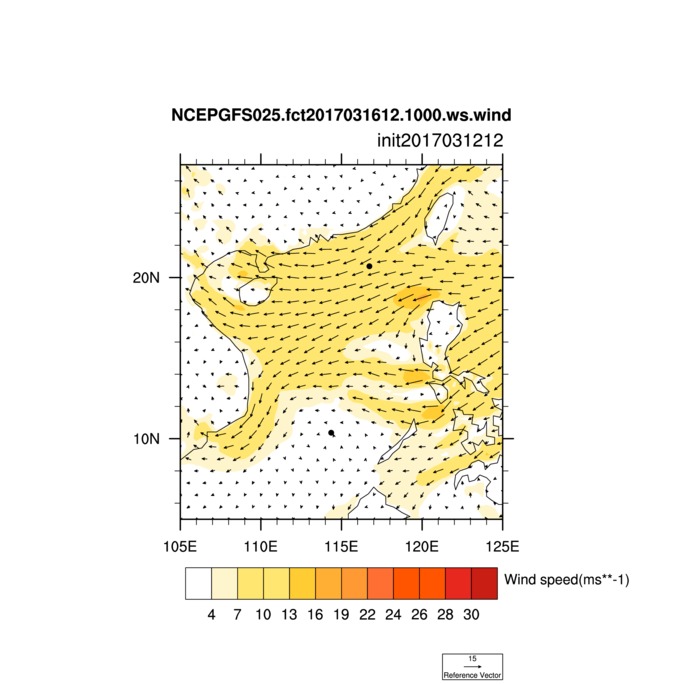 NCEPGFS025.fct2017031612.1000.ws.wind
init2017031212
20N
10N
105E 110E 115E 120E 125E
Wind speed(ms**-1)
4 7 10 13 16 19 22 24 26 28 30
15
Reference Vector